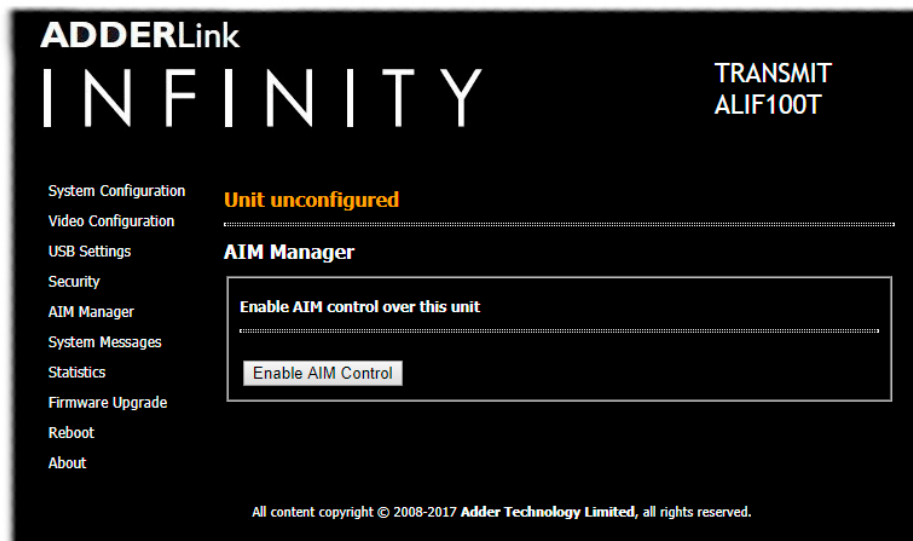 ADDERLink
INFINITY
TRANSMIT
ALIF100T
System Configuration
Video Configuration
USB Settings
Security
AIM Manager
System Messages
Statistics
Firmware Upgrade
Reboot
About
Unit unconfigured
AIM Manager
Enable AIM control over this unit
Enable AIM Control
All content copyright © 2008-2017 Adder Technology Limited, all rights reserved.